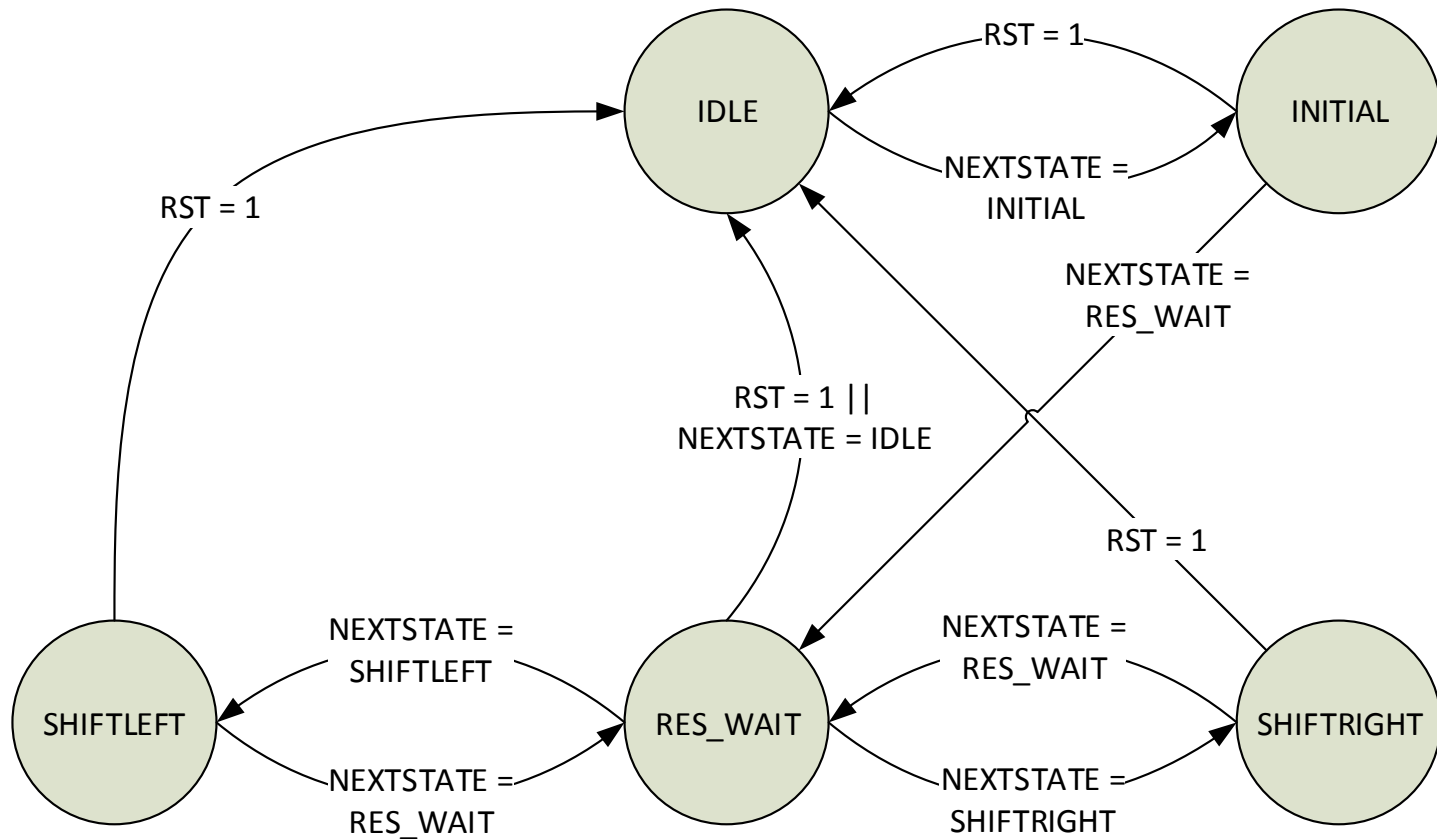 RST = 1
IDLE
INITIAL
NEXTSTATE =
INITIAL
RST = 1
NEXTSTATE =
RES_WAIT
RST = 1 ||
NEXTSTATE = IDLE
RST = 1
NEXTSTATE =
SHIFTLEFT
NEXTSTATE =
RES_WAIT
SHIFTLEFT
RES_WAIT
SHIFTRIGHT
NEXTSTATE =
RES_WAIT
NEXTSTATE =
SHIFTRIGHT